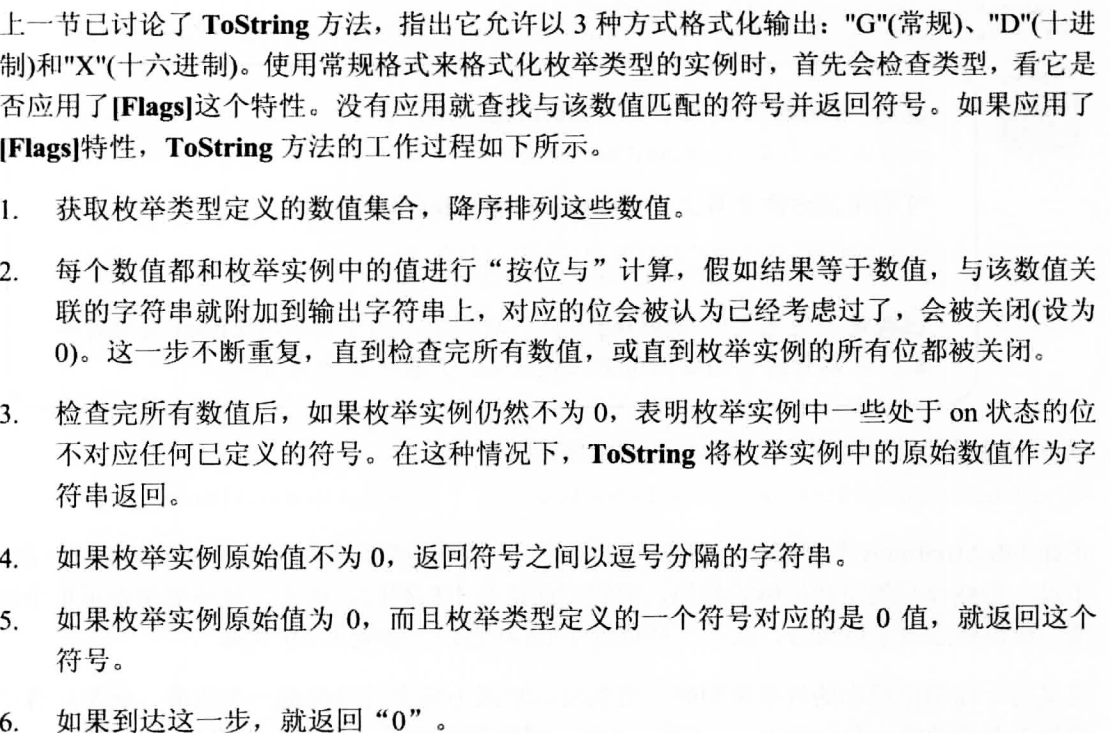 上一节已讨论了 ToString 方法，指出它允许以 3 种方式格式化输出："G"(常规)、"D"(十进
制)和"X"(十六进制)。使用常规格式来格式化枚举类型的实例时，首先会检查类型，看它是
否应用了[Flags]这个特性。没有应用就查找与该数值匹配的符号并返回符号。如果应用了
[Flags]特性，ToString 方法的工作过程如下所示。
1. 获取枚举类型定义的数值集合，降序排列这些数值。
2. 每个数值都和枚举实例中的值进行“按位与”计算，假如结果等于数值，与该数值关
联的字符串就附加到输出字符串上，对应的位会被认为已经考虑过了，会被关闭(设为
0)。这一步不断重复，直到检查完所有数值，或直到枚举实例的所有位都被关闭。
3. 检查完所有数值后，如果枚举实例仍然不为 0，表明枚举实例中一些处于 on 状态的位
不对应任何已定义的符号。在这种情况下，ToString 将枚举实例中的原始数值作为字
符串返回。
4. 如果枚举实例原始值不为 0，返回符号之间以逗号分隔的字符串。
5. 如果枚举实例原始值为 0，而且枚举类型定义的一个符号对应的是 0 值，就返回这个
符号。
6. 如果到达这一步，就返回“0”。